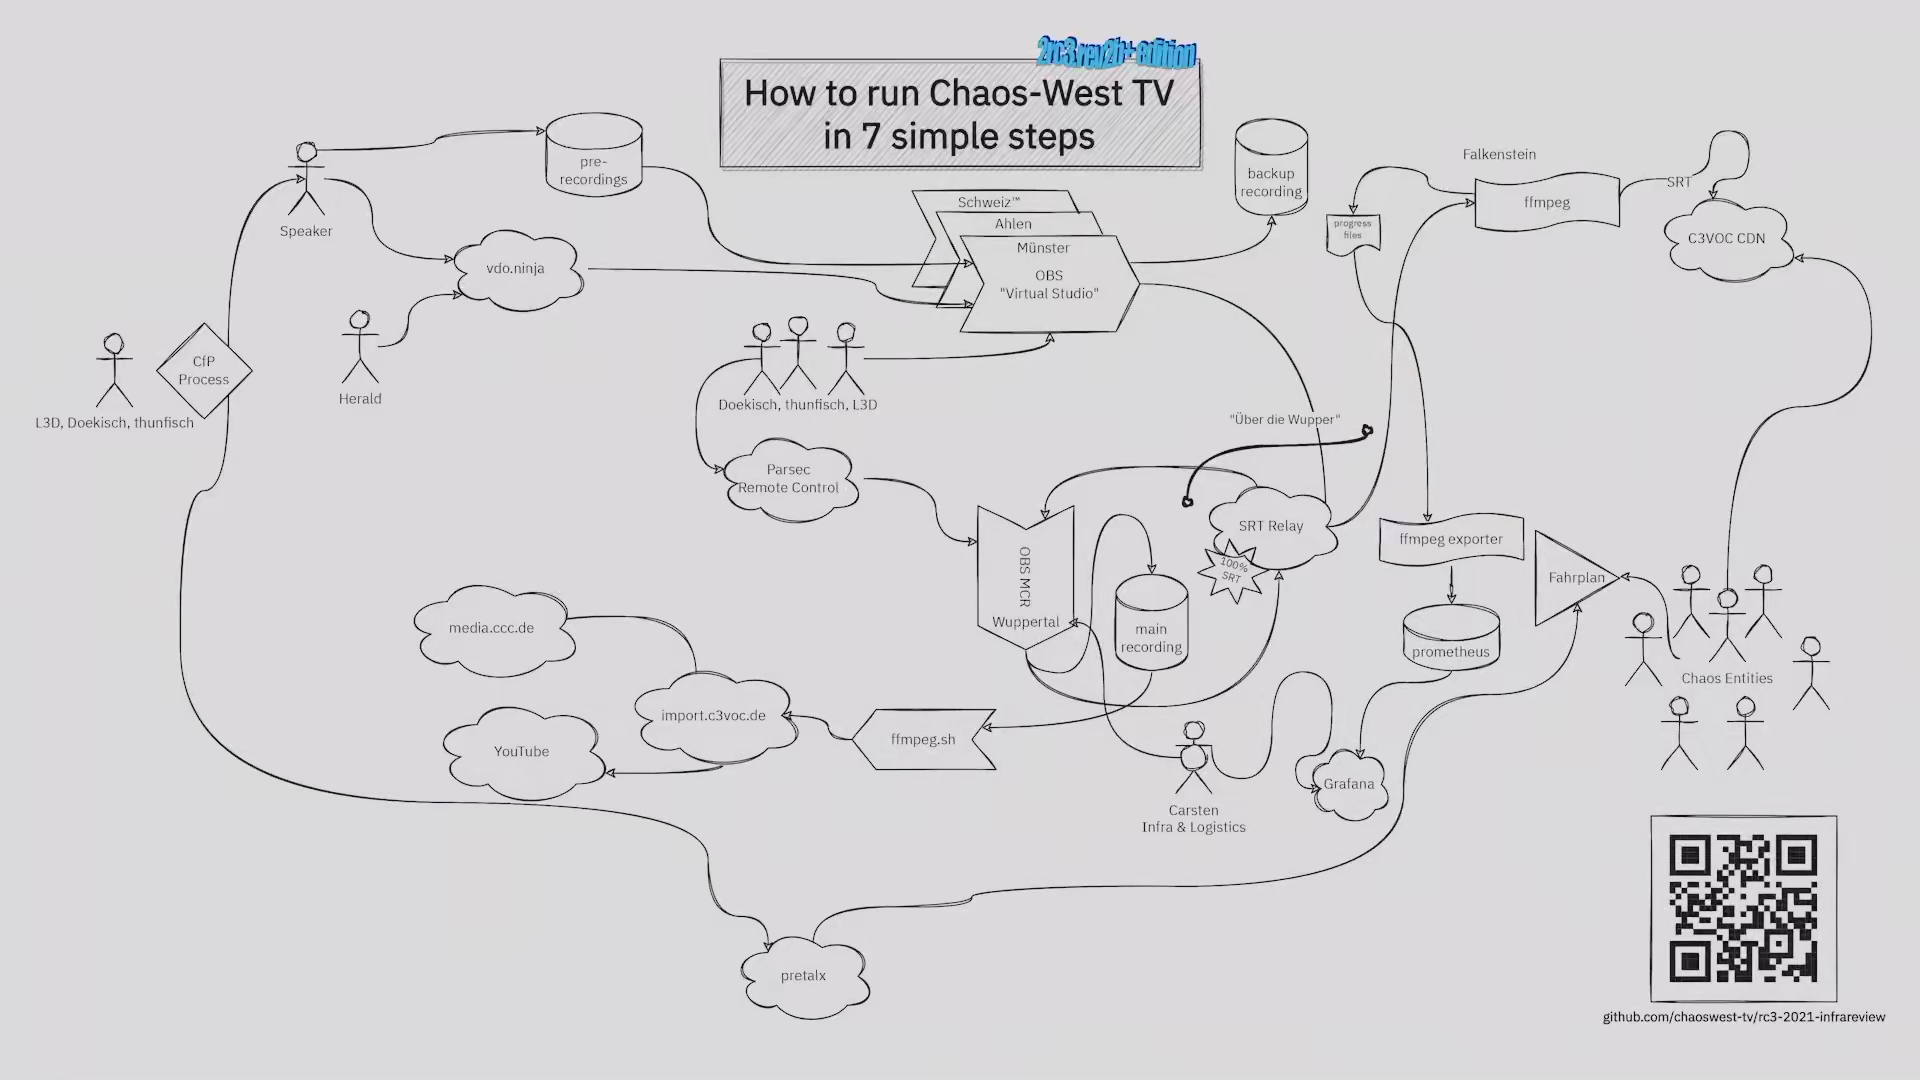 2rc3.rev2b+ edition
How to run Chaos-West TV
in 7 simple steps
Speaker
pre-
recordings
vdo.ninja
Herald
CfP
Process
L3D, Doekisch, thunfisch
Schweiz™
Ahlen
Münster
OBS
"Virtual Studio"
backup
recording
Falkenstein
ffmpeg
SRT
progress
files
C3VOC CDN
Doekisch, thunfisch, L3D
Parsec
Remote Control
"Über die Wupper"
SRT Relay
100%
SRT
OBS MCR
Wuppertal
main
recording
ffmpeg exporter
prometheus
Fahrplan
Chaos Entities
media.ccc.de
import.c3voc.de
YouTube
ffmpeg.sh
Carsten
Infra & Logistics
Grafana
pretalx
github.com/chaoswest-tv/rc3-2021-infrareview